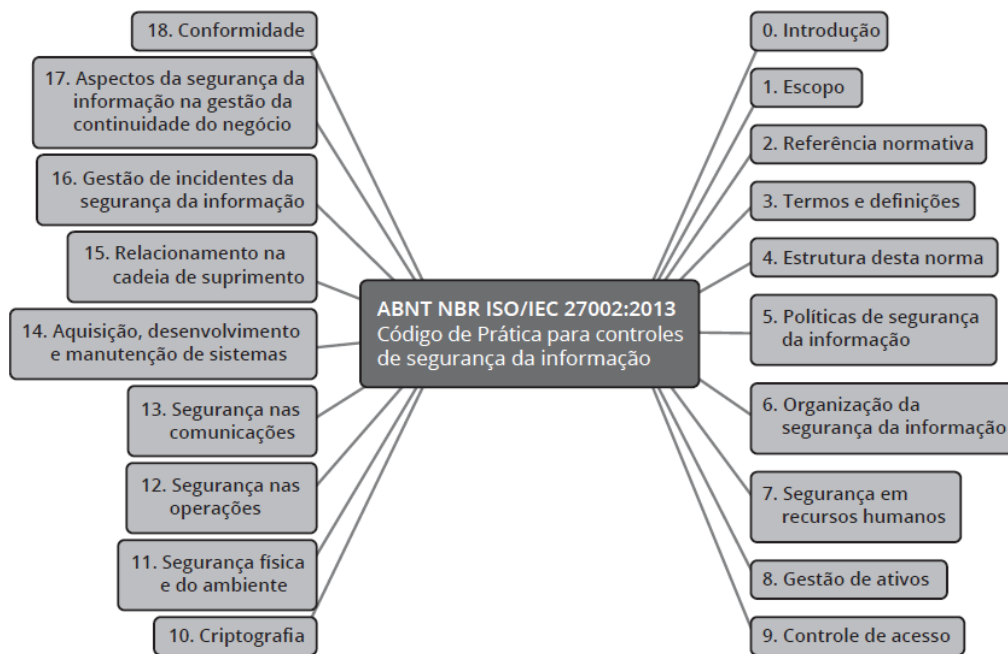 ABNT NBR ISO/IEC 27002:2013
Código de Prática para controles
de segurança da informação
0. Introdução
1. Escopo
2. Referência normativa
3. Termos e definições
4. Estrutura desta norma
5. Políticas de segurança
da informação
6. Organização da
segurança da informação
7. Segurança em
recursos humanos
8. Gestão de ativos
9. Controle de acesso
10. Criptografia
11. Segurança física
e do ambiente
12. Segurança nas
operações
13. Segurança nas
comunicações
14. Aquisição, desenvolvimento
e manutenção de sistemas
15. Relacionamento na
cadeia de suprimento
16. Gestão de incidentes da
segurança da informação
17. Aspectos da segurança da
informação na gestão da
continuidade do negócio
18. Conformidade